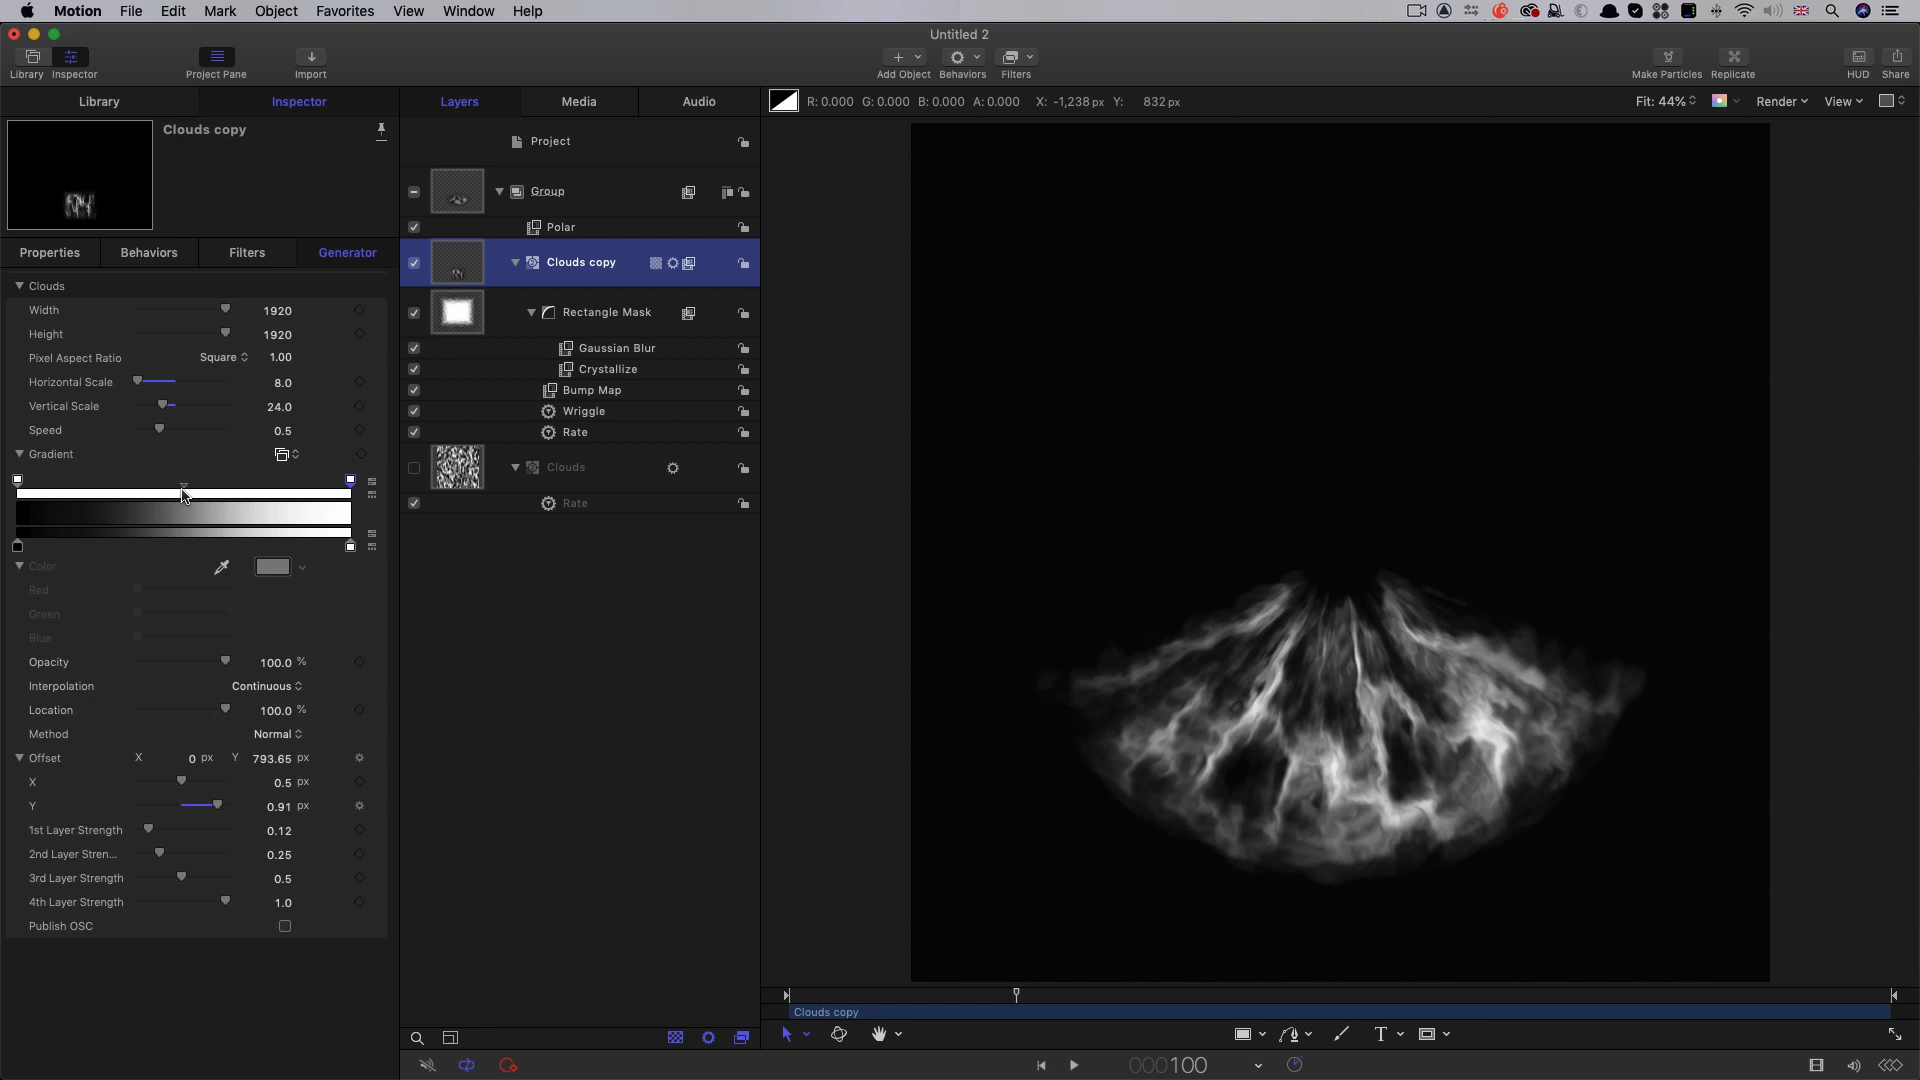 Motion File Edit Mark Object Favorites View Window Help
Untitled 2
Library Inspector Project Pane Import Add Object Behaviors Filters Make Particles Replicate HUD Share
Library Inspector Layers Media Audio R: 0.000 G: 0.000 B: 0.000 A: 0.000 X: -1,238 px Y: 832 px Fit: 44% Render View
Clouds copy
Properties Behaviors Filters Generator
Clouds
Width 1920
Height 1920
Pixel Aspect Ratio Square 1.00
Horizontal Scale 8.0
Vertical Scale 24.0
Speed 0.5
Gradient
Color
Red
Green
Blue
Opacity 100.0 %
Interpolation Continuous
Location 100.0 %
Method Normal
Offset X 0 px Y 793.65 px
X 0.5 px
Y 0.91 px
1st Layer Strength 0.12
2nd Layer Stren... 0.25
3rd Layer Strength 0.5
4th Layer Strength 1.0
Publish OSC
Project
Group
Polar
Clouds copy
Rectangle Mask
Gaussian Blur
Crystallize
Bump Map
Wriggle
Rate
Clouds
Rate
Clouds copy
T
000100